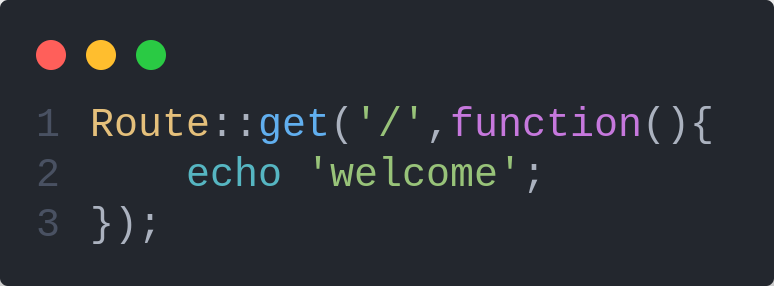 1 Route::get('/',function(){
2     echo 'welcome';
3 });